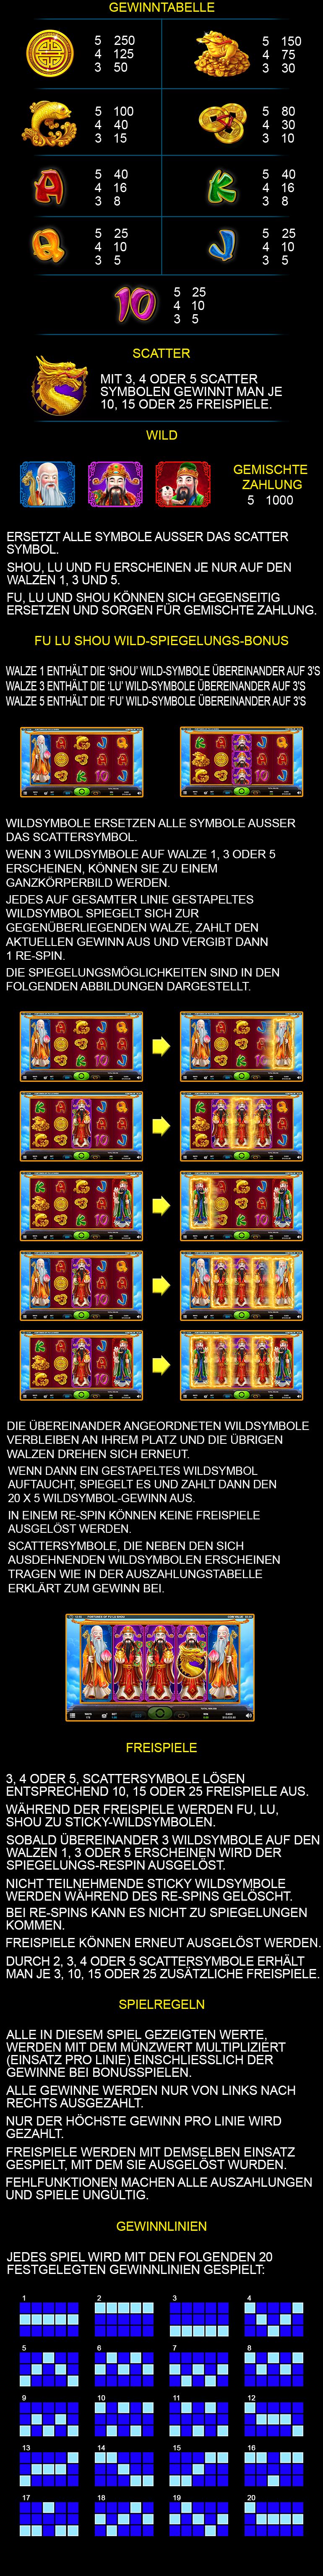 GEWINNTABELLE
5 250
4 125
3 50
5 150
4 75
3 30
5 100
4 40
3 15
5 80
4 30
3 10
A
5 40
4 16
3 8
K
5 40
4 16
3 8
Q
5 25
4 10
3 5
J
5 25
4 10
3 5
10
5 25
4 10
3 5
SCATTER
MIT 3, 4 ODER 5 SCATTER
SYMBOLEN GEWINNT MAN JE
10, 15 ODER 25 FREISPIELE.
WILD
GEMISCHTE
ZAHLUNG
5 1000
ERSETZT ALLE SYMBOLE AUSSER DAS SCATTER
SYMBOL.
SHOU, LU UND FU ERSCHEINEN JE NUR AUF DEN
WALZEN 1, 3 UND 5.
FU, LU UND SHOU KÖNNEN SICH GEGENSEITIG
ERSETZEN UND SORGEN FÜR GEMISCHTE ZAHLUNG.
FU LU SHOU WILD-SPIEGELUNGS-BONUS
WALZE 1 ENTHÄLT DIE 'SHOU' WILD-SYMBOLE ÜBEREINANDER AUF 3'S
WALZE 3 ENTHÄLT DIE 'LU' WILD-SYMBOLE ÜBEREINANDER AUF 3'S
WALZE 5 ENTHÄLT DIE 'FU' WILD-SYMBOLE ÜBEREINANDER AUF 3'S
WILDSYMBOLE ERSETZEN ALLE SYMBOLE AUSSER
DAS SCATTERSYMBOL.
WENN 3 WILDSYMBOLE AUF WALZE 1, 3 ODER 5
ERSCHEINEN, KÖNNEN SIE ZU EINEM
GANZKÖRPERBILD WERDEN.
JEDES AUF GESAMTER LINIE GESTAPELTES
WILDSYMBOL SPIEGELT SICH ZUR
GEGENÜBERLIEGENDEN WALZE, ZAHLT DEN
AKTUELLEN GEWINN AUS UND VERGIBT DANN
1 RE-SPIN.
DIE SPIEGELUNGSMÖGLICHKEITEN SIND IN DEN
FOLGENDEN ABBILDUNGEN DARGESTELLT.
DIE ÜBEREINANDER ANGEORDNETEN WILDSYMBOLE
VERBLEIBEN AN IHREM PLATZ UND DIE ÜBRIGEN
WALZEN DREHEN SICH ERNEUT.
WENN DANN EIN GESTAPELTES WILDSYMBOL
AUFTAUCHT, SPIEGELT ES UND ZAHLT DANN DEN
20 X 5 WILDSYMBOL-GEWINN AUS.
IN EINEM RE-SPIN KÖNNEN KEINE FREISPIELE
AUSGELÖST WERDEN.
SCATTERSYMBOLE, DIE NEBEN DEN SICH
AUSDEHNENDEN WILDSYMBOLEN ERSCHEINEN
TRAGEN WIE IN DER AUSZAHLUNGSTABELLE
ERKLÄRT ZUM GEWINN BEI.
FREISPIELE
3, 4 ODER 5, SCATTERSYMBOLE LÖSEN
ENTSPRECHEND 10, 15 ODER 25 FREISPIELE AUS.
WÄHREND DER FREISPIELE WERDEN FU, LU,
SHOU ZU STICKY-WILDSYMBOLEN.
SOBALD ÜBEREINANDER 3 WILDSYMBOLE AUF DEN
WALZEN 1, 3 ODER 5 ERSCHEINEN WIRD DER
SPIEGELUNGS-RESPIN AUSGELÖST.
NICHT TEILNEHMENDE STICKY WILDSYMBOLE
WERDEN WÄHREND DES RE-SPINS GELÖSCHT.
BEI RE-SPINS KANN ES NICHT ZU SPIEGELUNGEN
KOMMEN.
FREISPIELE KÖNNEN ERNEUT AUSGELÖST WERDEN.
DURCH 2, 3, 4 ODER 5 SCATTERSYMBOLE ERHÄLT
MAN JE 3, 10, 15 ODER 25 ZUSÄTZLICHE FREISPIELE.
SPIELREGELN
ALLE IN DIESEM SPIEL GEZEIGTEN WERTE,
WERDEN MIT DEM MÜNZWERT MULTIPLIZIERT
(EINSATZ PRO LINIE) EINSCHLIESSLICH DER
GEWINNE BEI BONUSSPIELEN.
ALLE GEWINNE WERDEN NUR VON LINKS NACH
RECHTS AUSGEZAHLT.
NUR DER HÖCHSTE GEWINN PRO LINIE WIRD
GEZAHLT.
FREISPIELE WERDEN MIT DEMSELBEN EINSATZ
GESPIELT, MIT DEM SIE AUSGELÖST WURDEN.
FEHLFUNKTIONEN MACHEN ALLE AUSZAHLUNGEN
UND SPIELE UNGÜLTIG.
GEWINNLINIEN
JEDES SPIEL WIRD MIT DEN FOLGENDEN 20
FESTGELEGTEN GEWINNLINIEN GESPIELT:
1 2 3 4
5 6 7 8
9 10 11 12
13 14 15 16
17 18 19 20